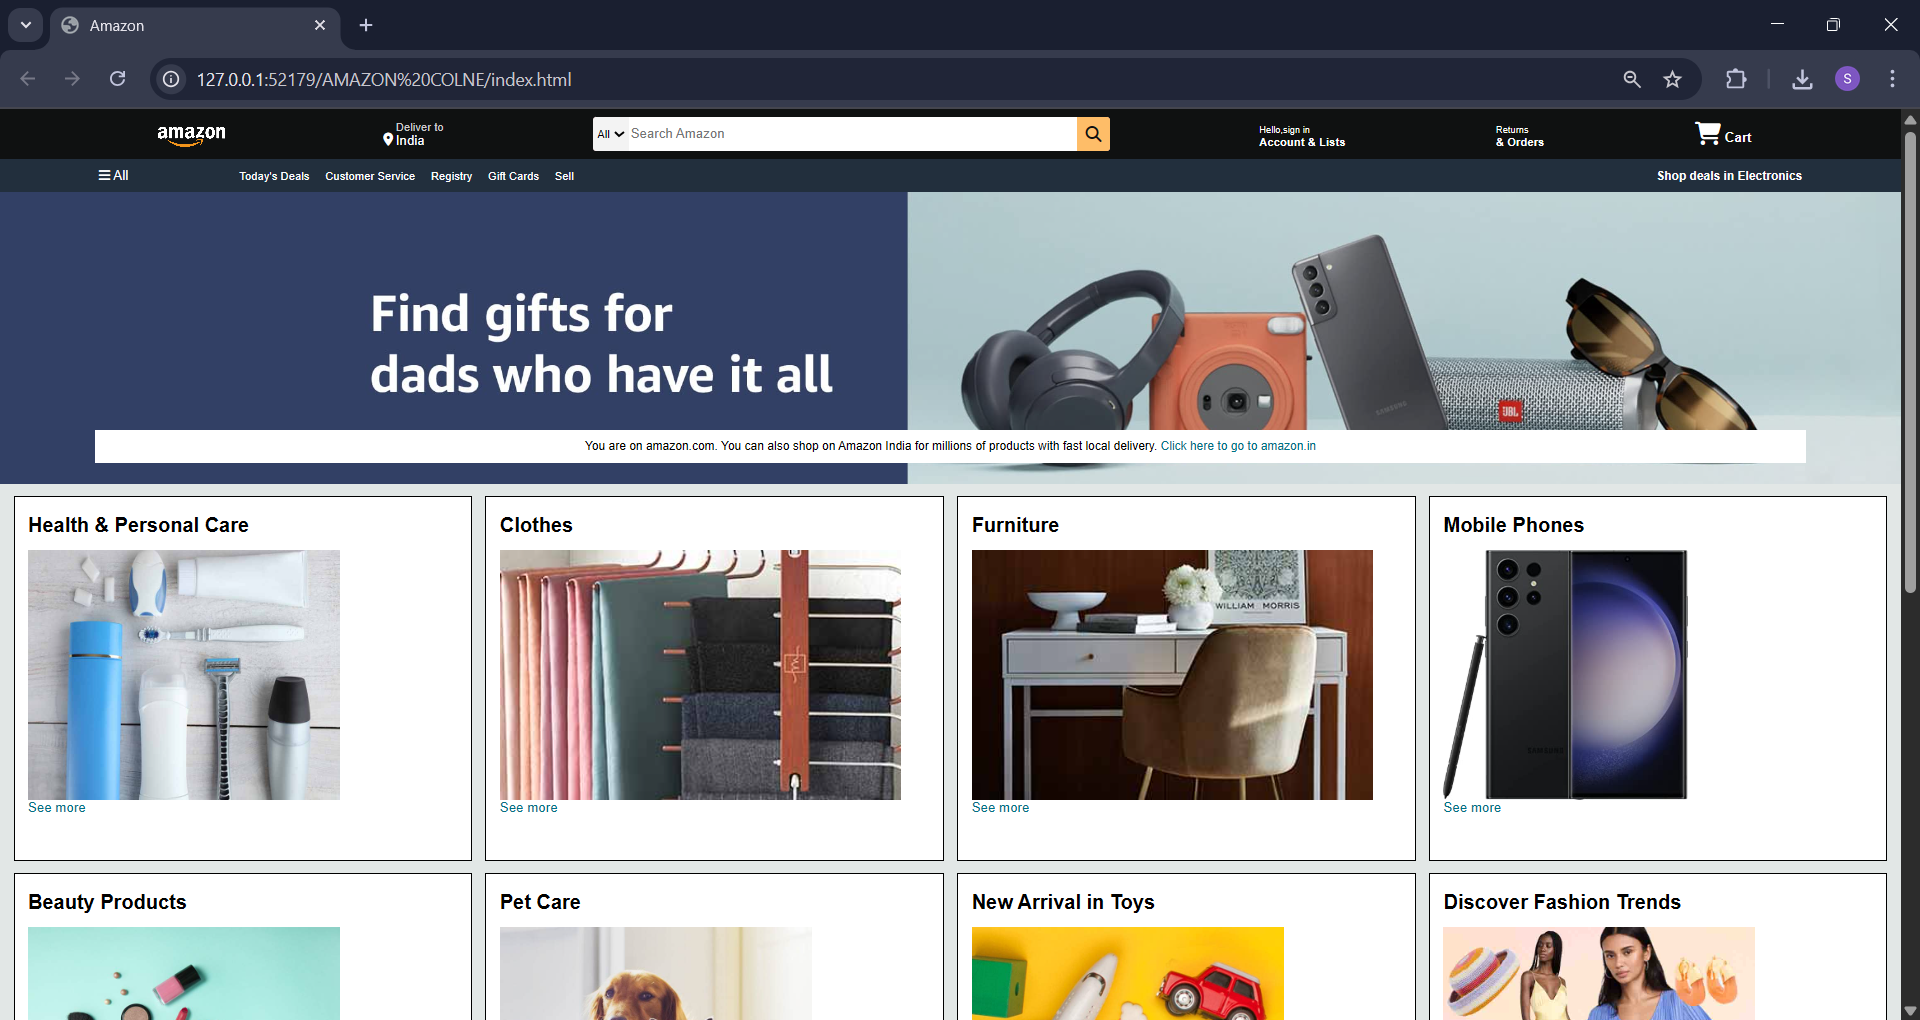 Amazon
127.0.0.1:52179/AMAZON%20COLNE/index.html
S
amazon
Deliver to
India
All
Search Amazon
Hello,sign in
Account & Lists
Returns
& Orders
Cart
All
Today's Deals
Customer Service
Registry
Gift Cards
Sell
Shop deals in Electronics
Find gifts for
dads who have it all
SAMSUNG
JBL
You are on amazon.com. You can also shop on Amazon India for millions of products with fast local delivery. Click here to go to amazon.in
Health & Personal Care
See more
Clothes
See more
Furniture
WILLIAM MORRIS
See more
Mobile Phones
SAMSUNG
See more
Beauty Products
Pet Care
New Arrival in Toys
Discover Fashion Trends